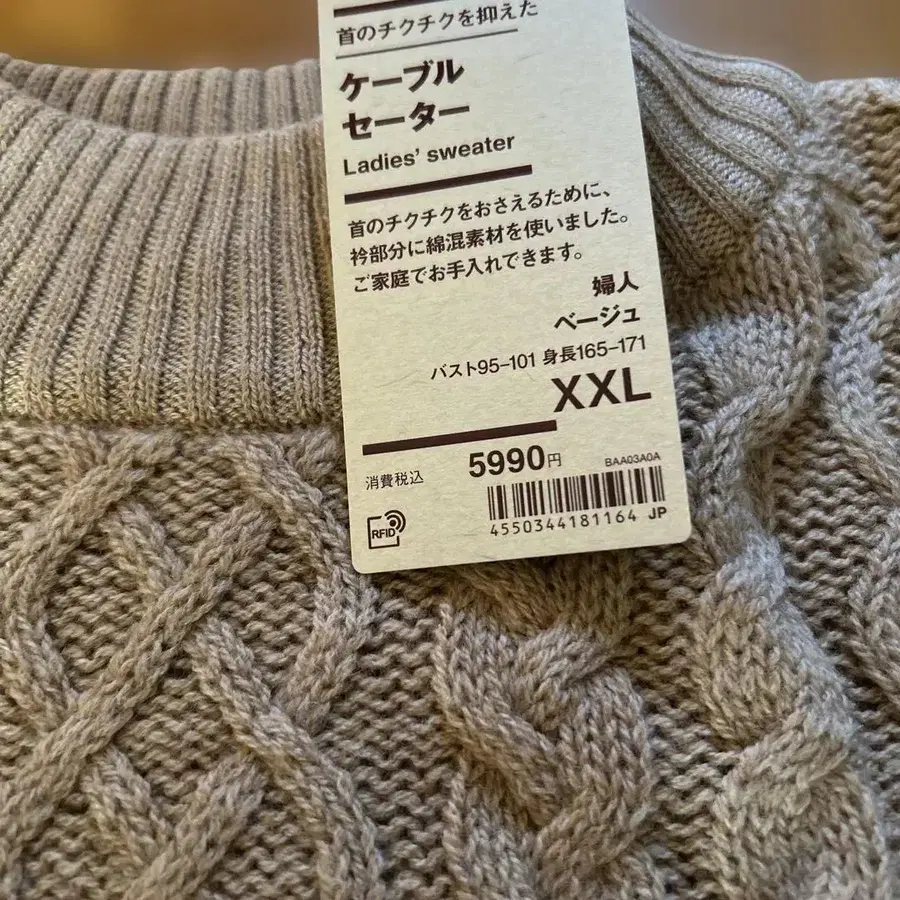 首のチクチクを抑えた
ケーブル
セーター
Ladies' sweater
首のチクチクをおさえるために、
衿部分に綿混素材を使いました。
ご家庭でお手入れできます。
婦人
ベージュ
バスト95-101 身長165-171
XXL
消費税込 5990円
BAA03A0A
4550344181164 JP
RFID